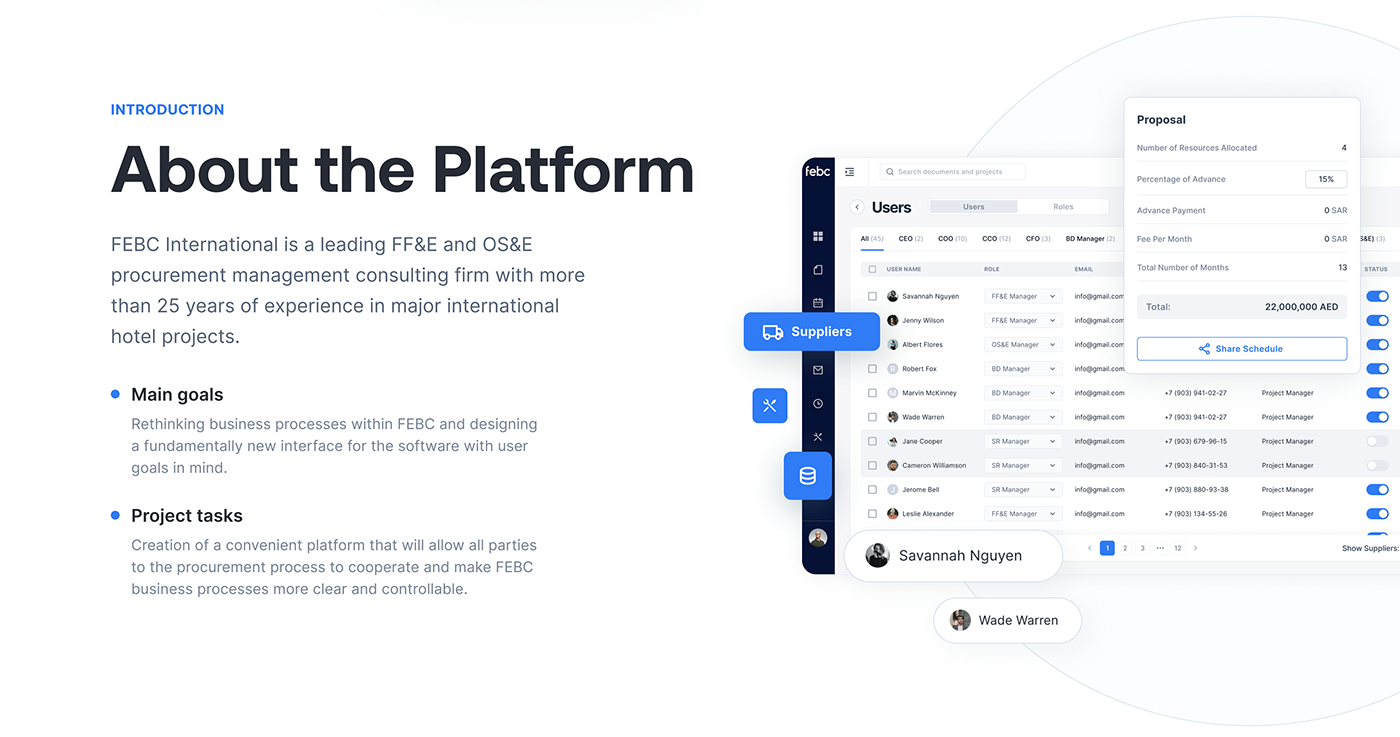 INTRODUCTION
About the Platform
FEBC International is a leading FF&E and OS&E
procurement management consulting firm with more
than 25 years of experience in major international
hotel projects.
Main goals
Rethinking business processes within FEBC and designing
a fundamentally new interface for the software with user
goals in mind.
Project tasks
Creation of a convenient platform that will allow all parties
to the procurement process to cooperate and make FEBC
business processes more clear and controllable.
febc
Search documents and projects
Users
Users Roles
All (45) CEO (2) COO (10) CCO (12) CFO (3) BD Manager (2) S&E) (3)
USER NAME ROLE EMAIL STATUS
Savannah Nguyen FF&E Manager info@gmail.com
Jenny Wilson FF&E Manager info@gmail.com
Albert Flores OS&E Manager info@gmail.com
R Robert Fox BD Manager info@gmail.com
M Marvin McKinney BD Manager info@gmail.com +7 (903) 941-02-27 Project Manager
Wade Warren BD Manager info@gmail.com +7 (903) 941-02-27 Project Manager
Jane Cooper SR Manager info@gmail.com +7 (903) 679-96-15 Project Manager
Cameron Williamson SR Manager info@gmail.com +7 (903) 840-31-53 Project Manager
J Jerome Bell SR Manager info@gmail.com +7 (903) 880-93-38 Project Manager
Leslie Alexander FF&E Manager info@gmail.com +7 (903) 134-55-26 Project Manager
1 2 3 ••• 12
Show Suppliers:
Proposal
Number of Resources Allocated 4
Percentage of Advance 15%
Advance Payment 0 SAR
Fee Per Month 0 SAR
Total Number of Months 13
Total: 22,000,000 AED
Share Schedule
Suppliers
Savannah Nguyen
Wade Warren